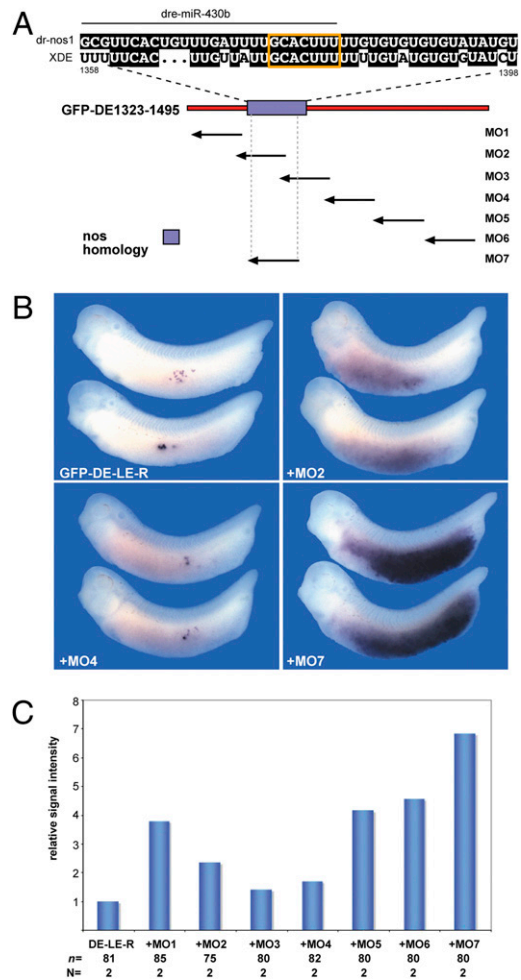 A
dre-miR-430b
dr-nos1 GCGUUCACUGUUUGAUUUUGCACUUUUUGUGUGUGUGUAUAUGU
XDE UUUUUCAC...UUGUUAUUGCACUUUUUUUGUAUGUGUGUAUCU
1358 1398
GFP-DE1323-1495
MO1
MO2
MO3
MO4
MO5
MO6
nos
homology
MO7
B
GFP-DE-LE-R
+MO2
+MO4
+MO7
C
relative signal intensity
8
7
6
5
4
3
2
1
DE-LE-R +MO1 +MO2 +MO3 +MO4 +MO5 +MO6 +MO7
n= 81 85 75 80 82 80 80 80
N= 2 2 2 2 2 2 2 2